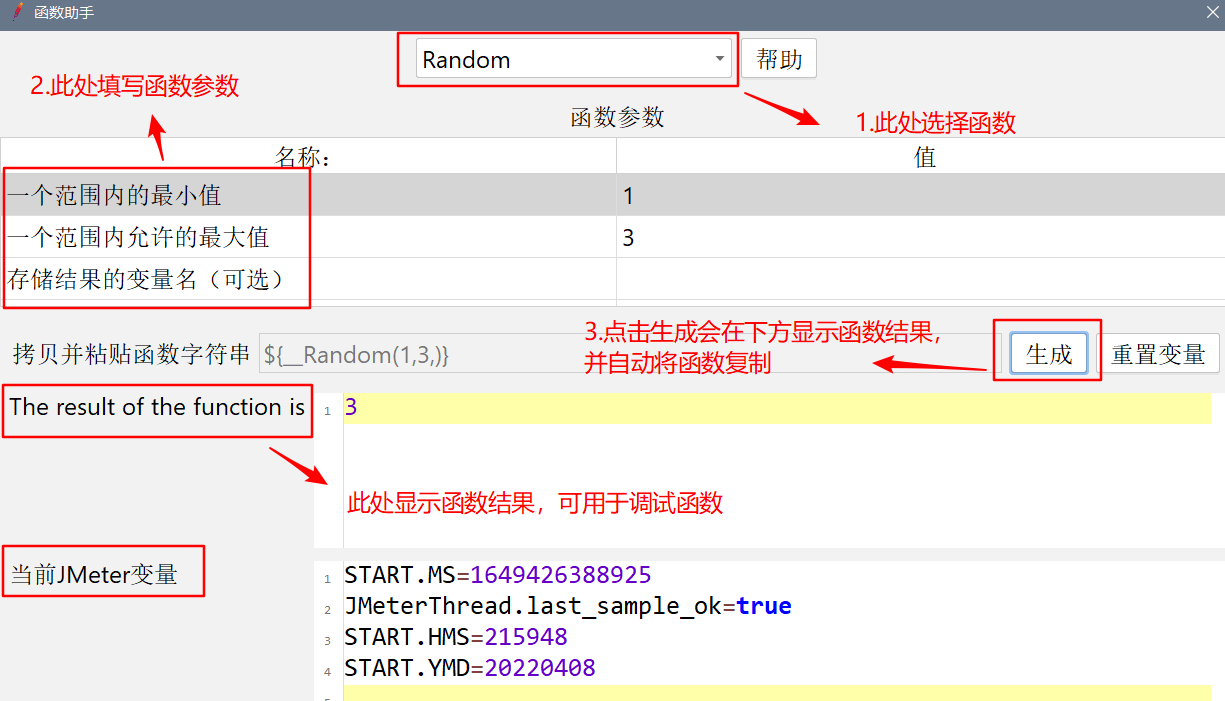 函数助手
Random
帮助
2.此处填写函数参数
函数参数
1.此处选择函数
名称:
值
一个范围内的最小值
1
一个范围内允许的最大值
3
存储结果的变量名（可选）
3.点击生成会在下方显示函数结果，
并自动将函数复制
拷贝并粘贴函数字符串
${__Random(1,3,)}
生成
重置变量
The result of the function is
1
3
此处显示函数结果，可用于调试函数
当前JMeter变量
1 START.MS=1649426388925
2 JMeterThread.last_sample_ok=true
3 START.HMS=215948
4 START.YMD=20220408